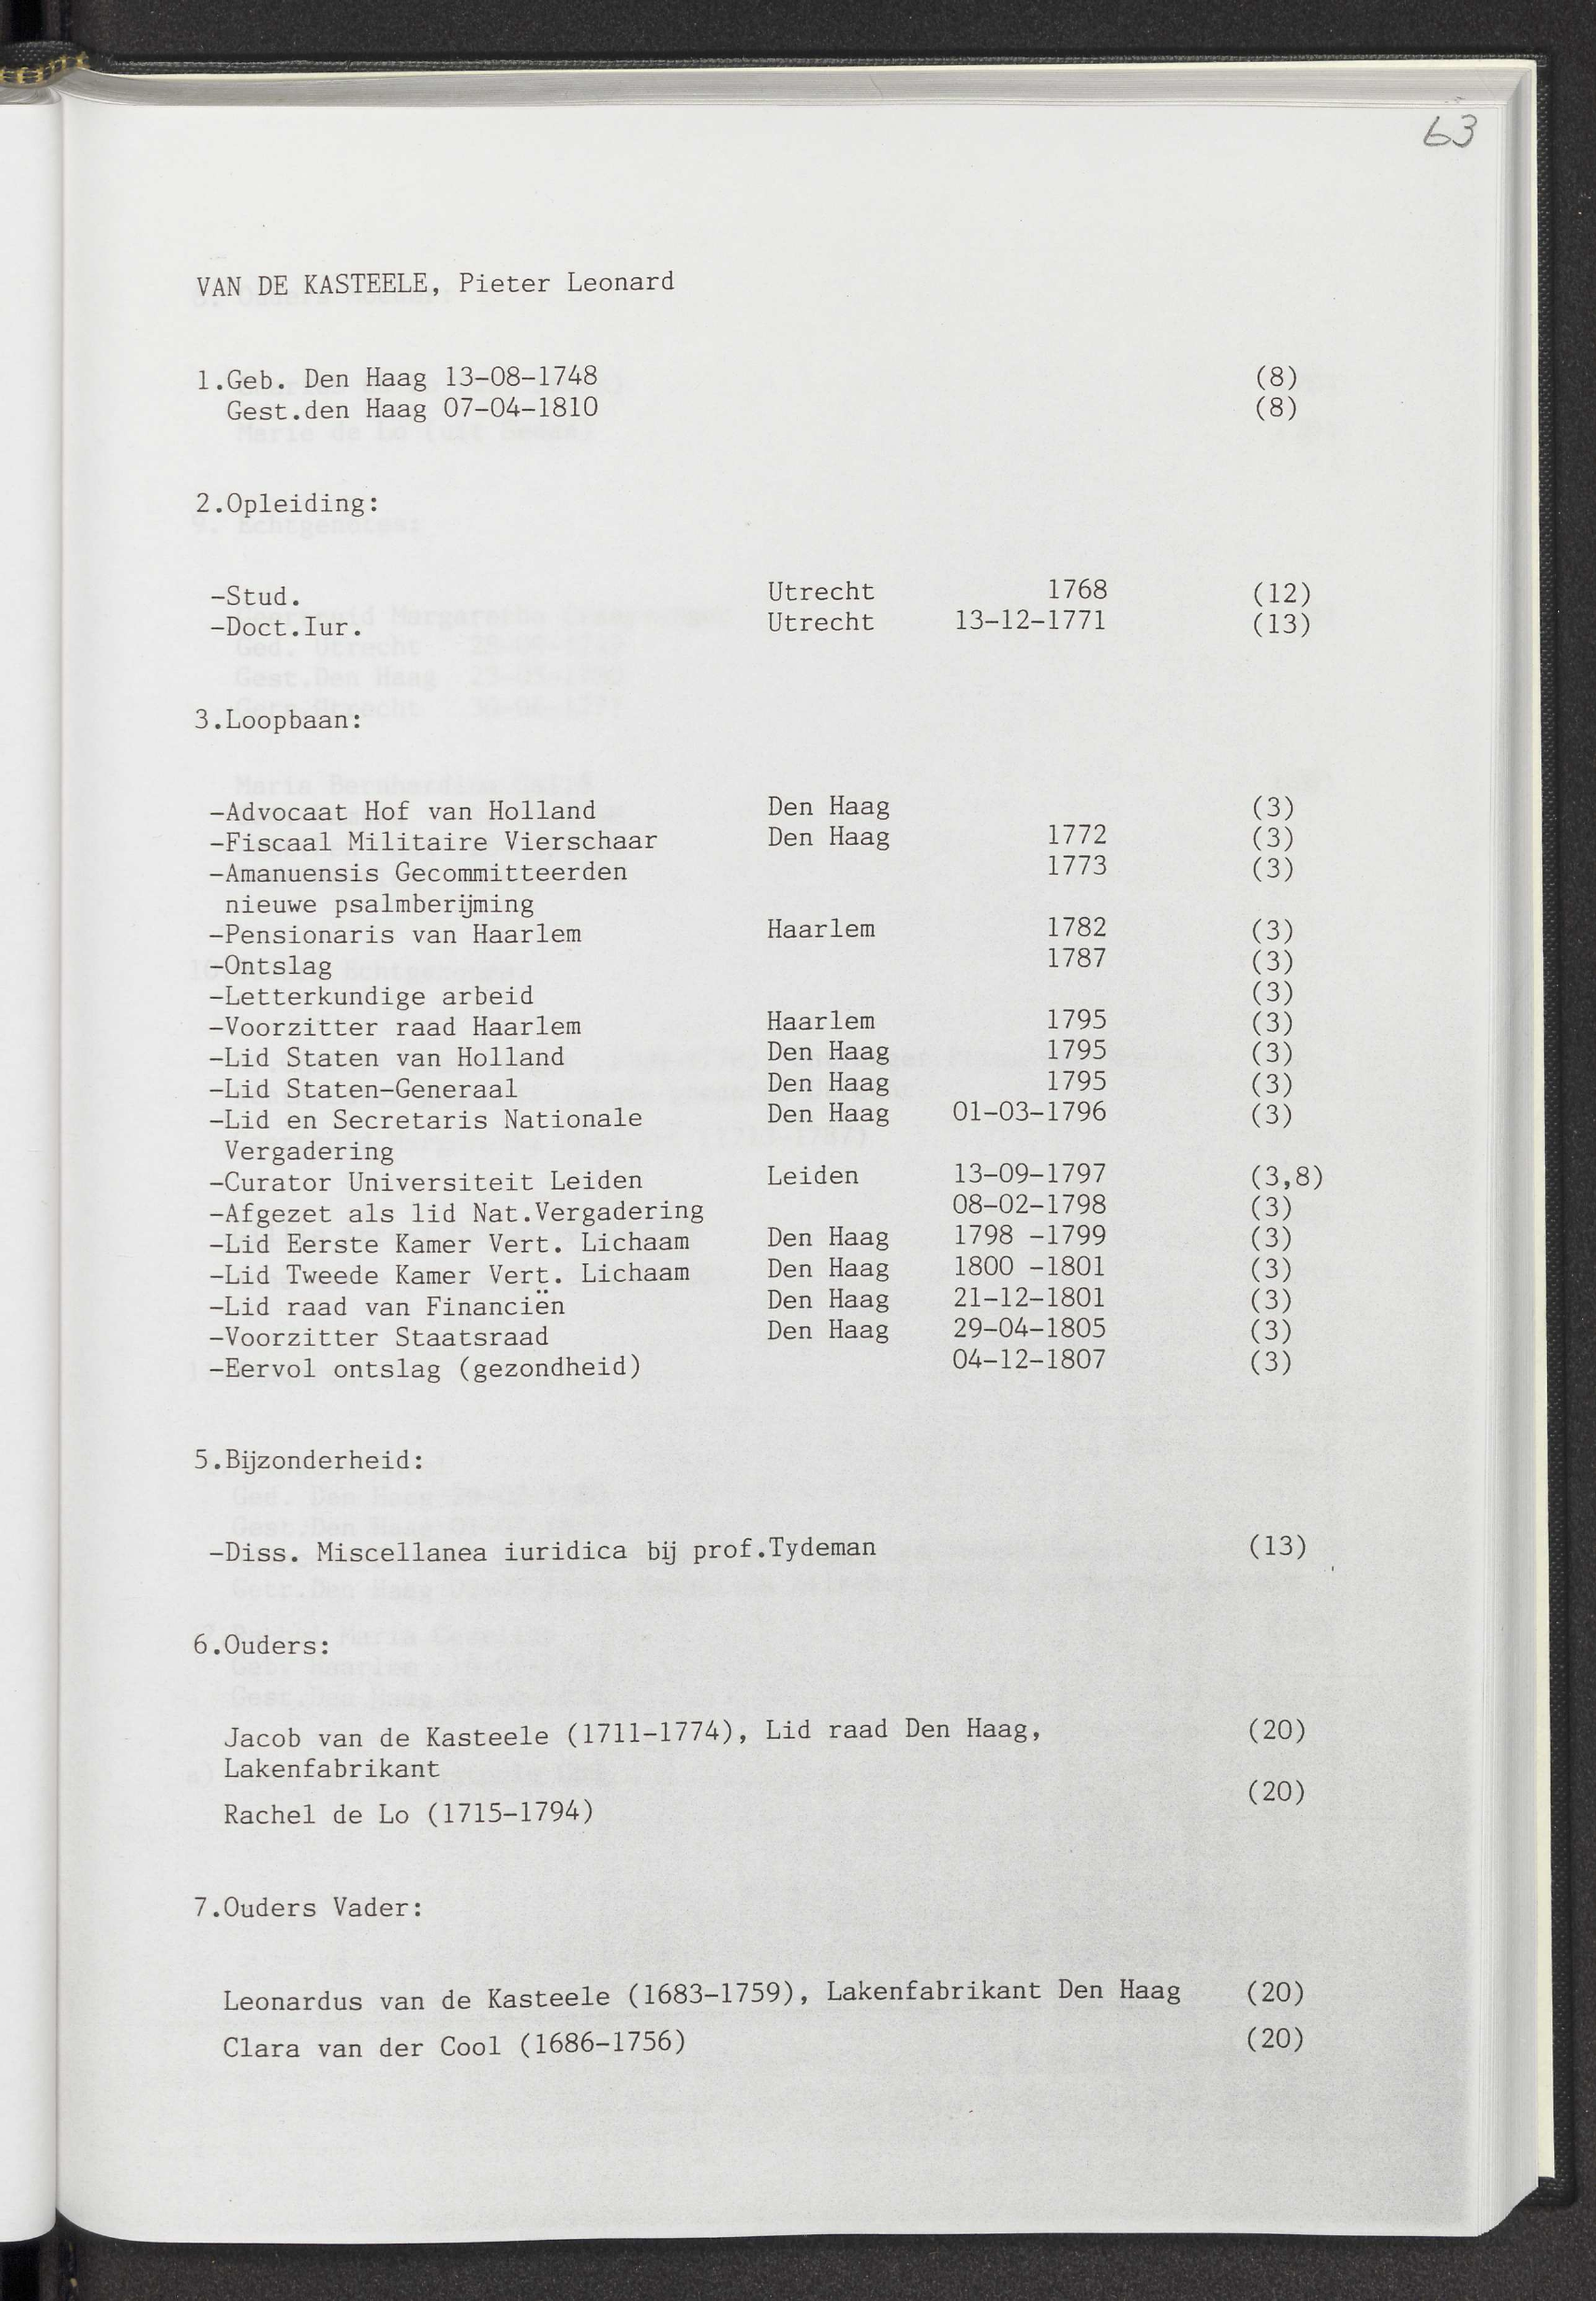 63
VAN DE KASTEELE, Pieter Leonard
1.Geb. Den Haag 13-08-1748 (8)
Gest.den Haag 07-04-1810 (8)
2.Opleiding:
-Stud. Utrecht 1768 (12)
-Doct.Iur. Utrecht 13-12-1771 (13)
3.Loopbaan:
-Advocaat Hof van Holland Den Haag (3)
-Fiscaal Militaire Vierschaar Den Haag 1772 (3)
-Amanuensis Gecommitteerden 1773 (3)
nieuwe psalmberijming
-Pensionaris van Haarlem Haarlem 1782 (3)
-Ontslag 1787 (3)
-Letterkundige arbeid (3)
-Voorzitter raad Haarlem Haarlem 1795 (3)
-Lid Staten van Holland Den Haag 1795 (3)
-Lid Staten-Generaal Den Haag 1795 (3)
-Lid en Secretaris Nationale Den Haag 01-03-1796 (3)
Vergadering
-Curator Universiteit Leiden Leiden 13-09-1797 (3,8)
-Afgezet als lid Nat.Vergadering 08-02-1798 (3)
-Lid Eerste Kamer Vert. Lichaam Den Haag 1798 -1799 (3)
-Lid Tweede Kamer Vert. Lichaam Den Haag 1800 -1801 (3)
-Lid raad van Financiën Den Haag 21-12-1801 (3)
-Voorzitter Staatsraad Den Haag 29-04-1805 (3)
-Eervol ontslag (gezondheid) 04-12-1807 (3)
5.Bijzonderheid:
-Diss. Miscellanea iuridica bij prof.Tydeman (13)
6.Ouders:
Jacob van de Kasteele (1711-1774), Lid raad Den Haag, (20)
Lakenfabrikant
Rachel de Lo (1715-1794) (20)
7.Ouders Vader:
Leonardus van de Kasteele (1683-1759), Lakenfabrikant Den Haag (20)
Clara van der Cool (1686-1756) (20)